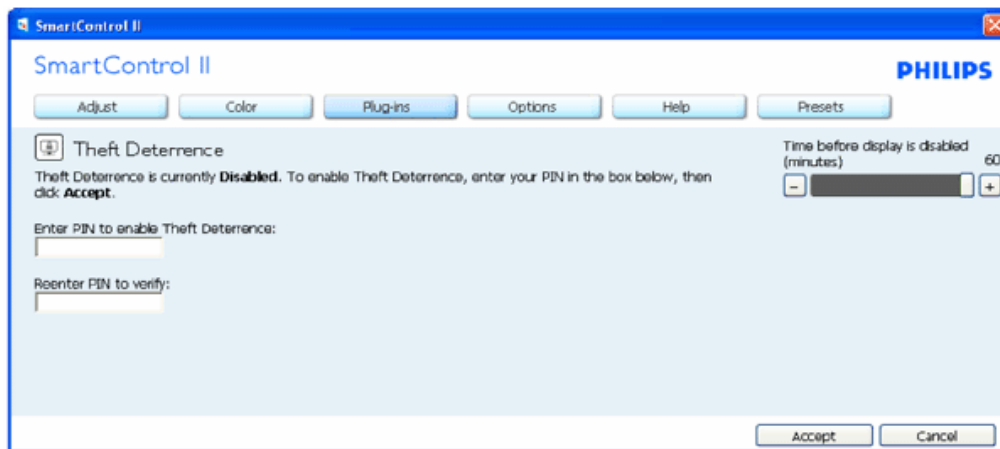 SmartControl II
SmartControl II
PHILIPS
Adjust Color Plug-ins Options Help Presets
Theft Deterrence
Theft Deterrence is currently Disabled. To enable Theft Deterrence, enter your PIN in the box below, then
click Accept.
Time before display is disabled
(minutes) 60
- +
Enter PIN to enable Theft Deterrence:
Reenter PIN to verify:
Accept Cancel